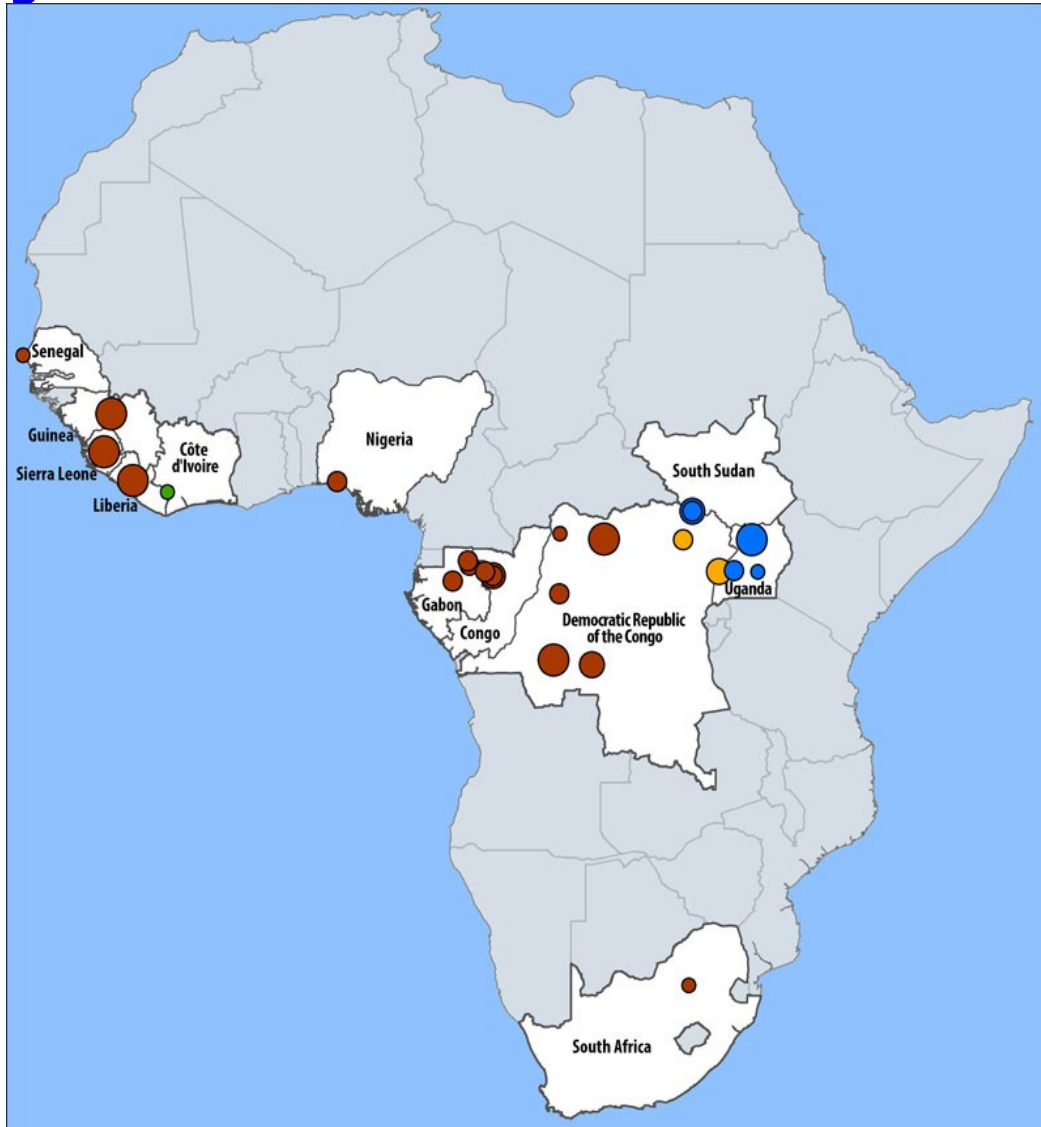 Senegal
Guinea
Sierra Leone
Liberia
Côte
d'Ivoire
Nigeria
South Sudan
Uganda
Gabon
Congo
Democratic Republic
of the Congo
South Africa